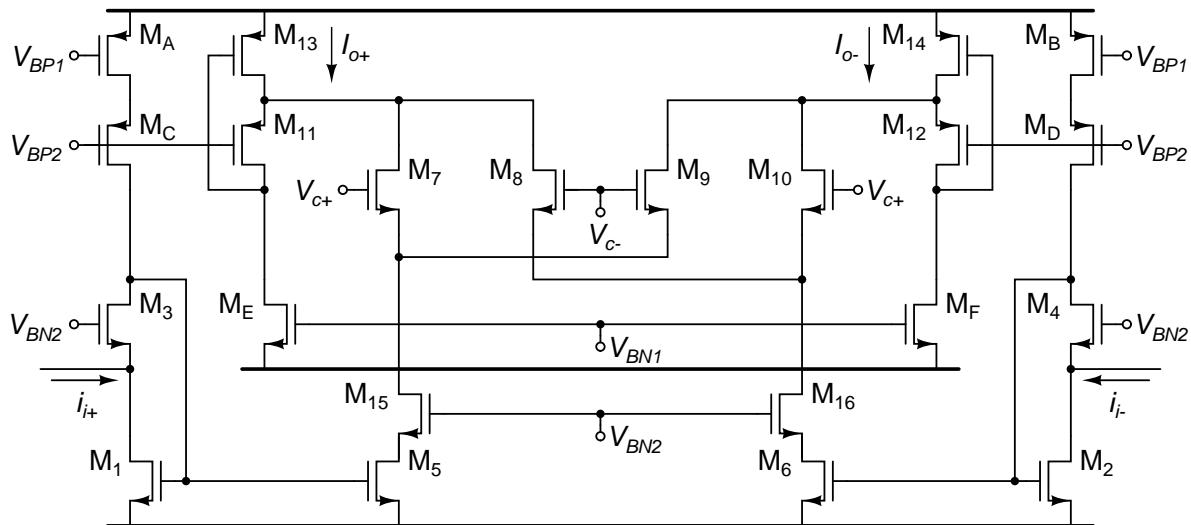 M_A M_13 I_o+ I_o- M_14 M_B
V_BP1 V_BP1
M_C M_11 M_12 M_D
V_BP2 V_BP2
M_7 M_8 M_9 M_10
V_c+ V_c- V_c+
M_3 M_E M_F M_4
V_BN2 V_BN1 V_BN2
i_i+ M_15 M_16 i_i-
V_BN2
M_1 M_5 M_6 M_2